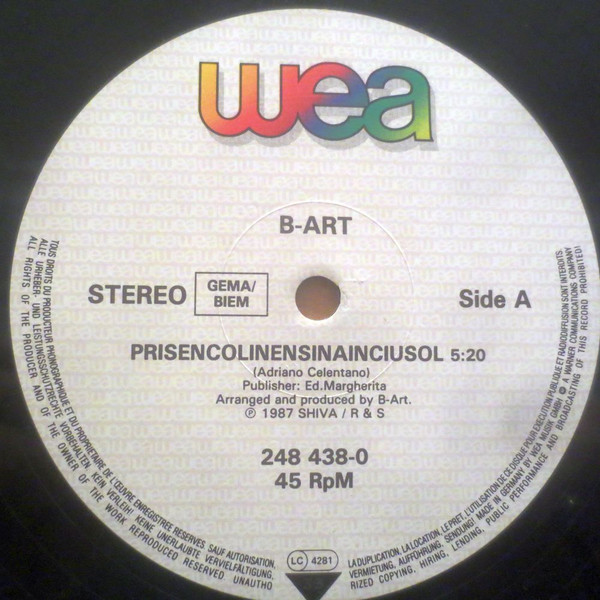 wea
B-ART
STEREO GEMA/ BIEM Side A
PRISENCOLINENSINAINCIUSOL 5:20
(Adriano Celentano)
Publisher: Ed.Margherita
Arranged and produced by B-Art.
℗ 1987 SHIVA / R & S
248 438-0
45 RpM
LC 4281
TOUS DROITS DU PRODUCTEUR PHONOGRAPHIQUE ET DU PROPRIETAIRE DE L'ŒUVRE ENREGISTREE RESERVES. SAUF AUTORISATION, LA DUPLICATION, LA LOCATION, LE PRET, L'UTILISATION DE CE DISQUE POUR EXECUTION PUBLIQUE ET RADIODIFFUSION SONT INTERDITS.
ALLE URHEBER- UND LEISTUNGSSCHUTZRECHTE VORBEHALTEN. KEIN VERLEIH! KEINE UNERLAUBTE VERVIELFÄLTIGUNG, VERMIETUNG, AUFFÜHRUNG, SENDUNG! MADE IN GERMANY BY WEA MUSIK GMBH A WARNER COMMUNICATIONS COMPANY
ALL RIGHTS OF THE PRODUCER AND OF THE OWNER OF THE WORK REPRODUCED RESERVED UNAUTHORIZED COPYING, HIRING, LENDING, PUBLIC PERFORMANCE AND BROADCASTING OF THIS RECORD PROHIBITED!